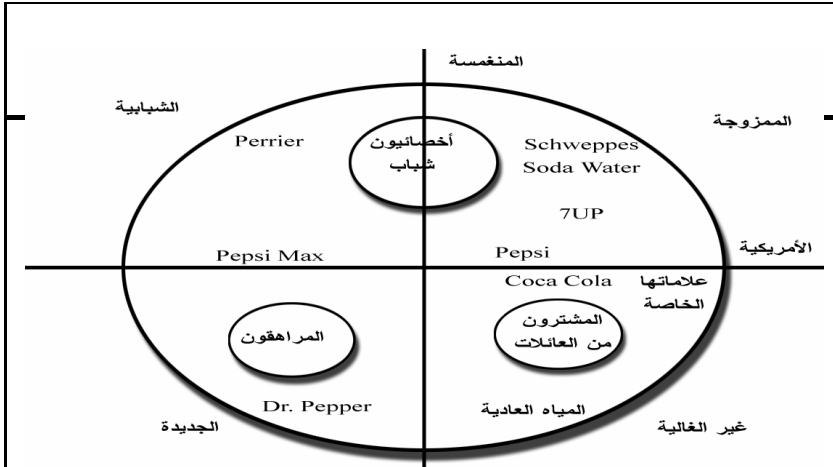 المنغمسة
الشبابية
الممزوجة
Perrier
أخصائيون
شباب
Schweppes
Soda Water
7UP
الأمريكية
Pepsi Max
Pepsi
Coca Cola
علاماتها
الخاصة
المراهقون
المشترون
من العائلات
Dr. Pepper
المياه العادية
الجديدة
غير الغالية